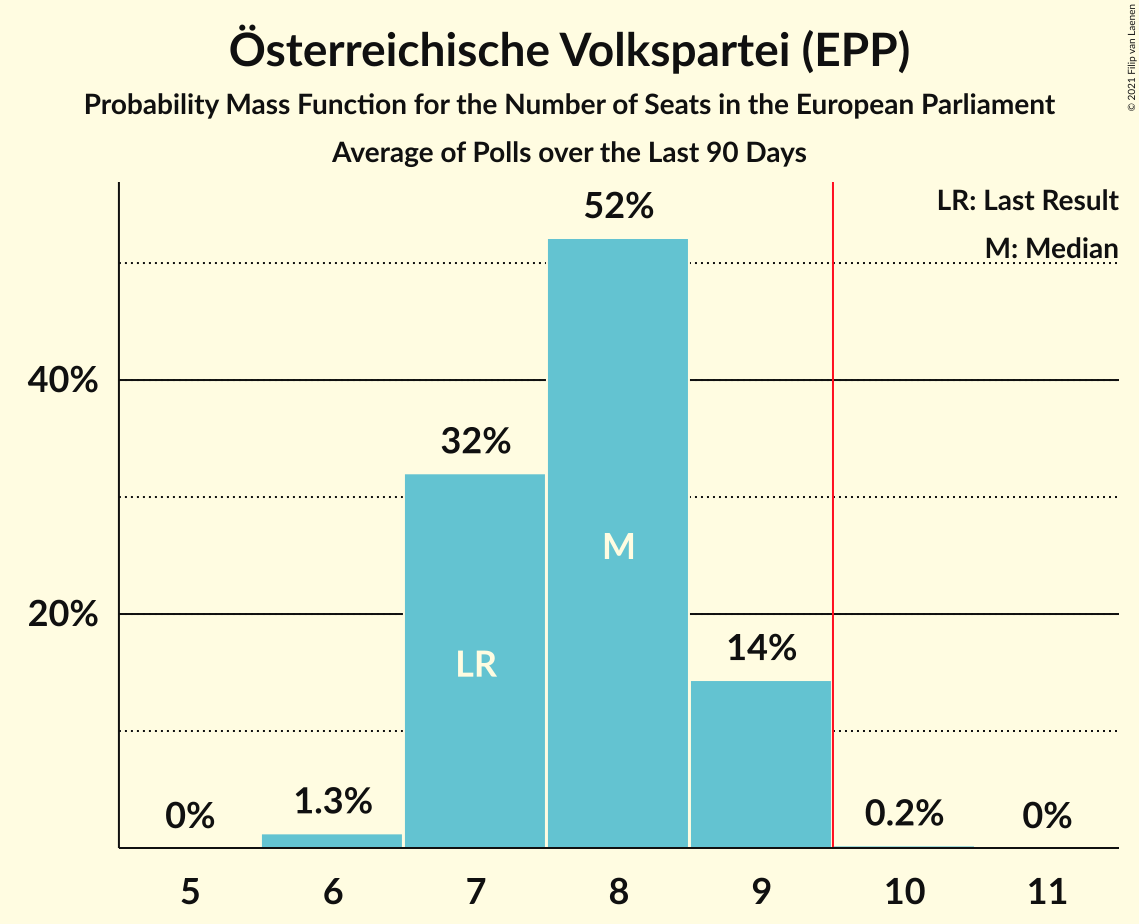 Österreichische Volkspartei (EPP)
Probability Mass Function for the Number of Seats in the European Parliament
Average of Polls over the Last 90 Days
© 2021 Filip van Laenen
LR: Last Result
M: Median
52%
40%
32%
M
20%
14%
LR
0%
1.3%
0.2%
0%
5 6 7 8 9 10 11